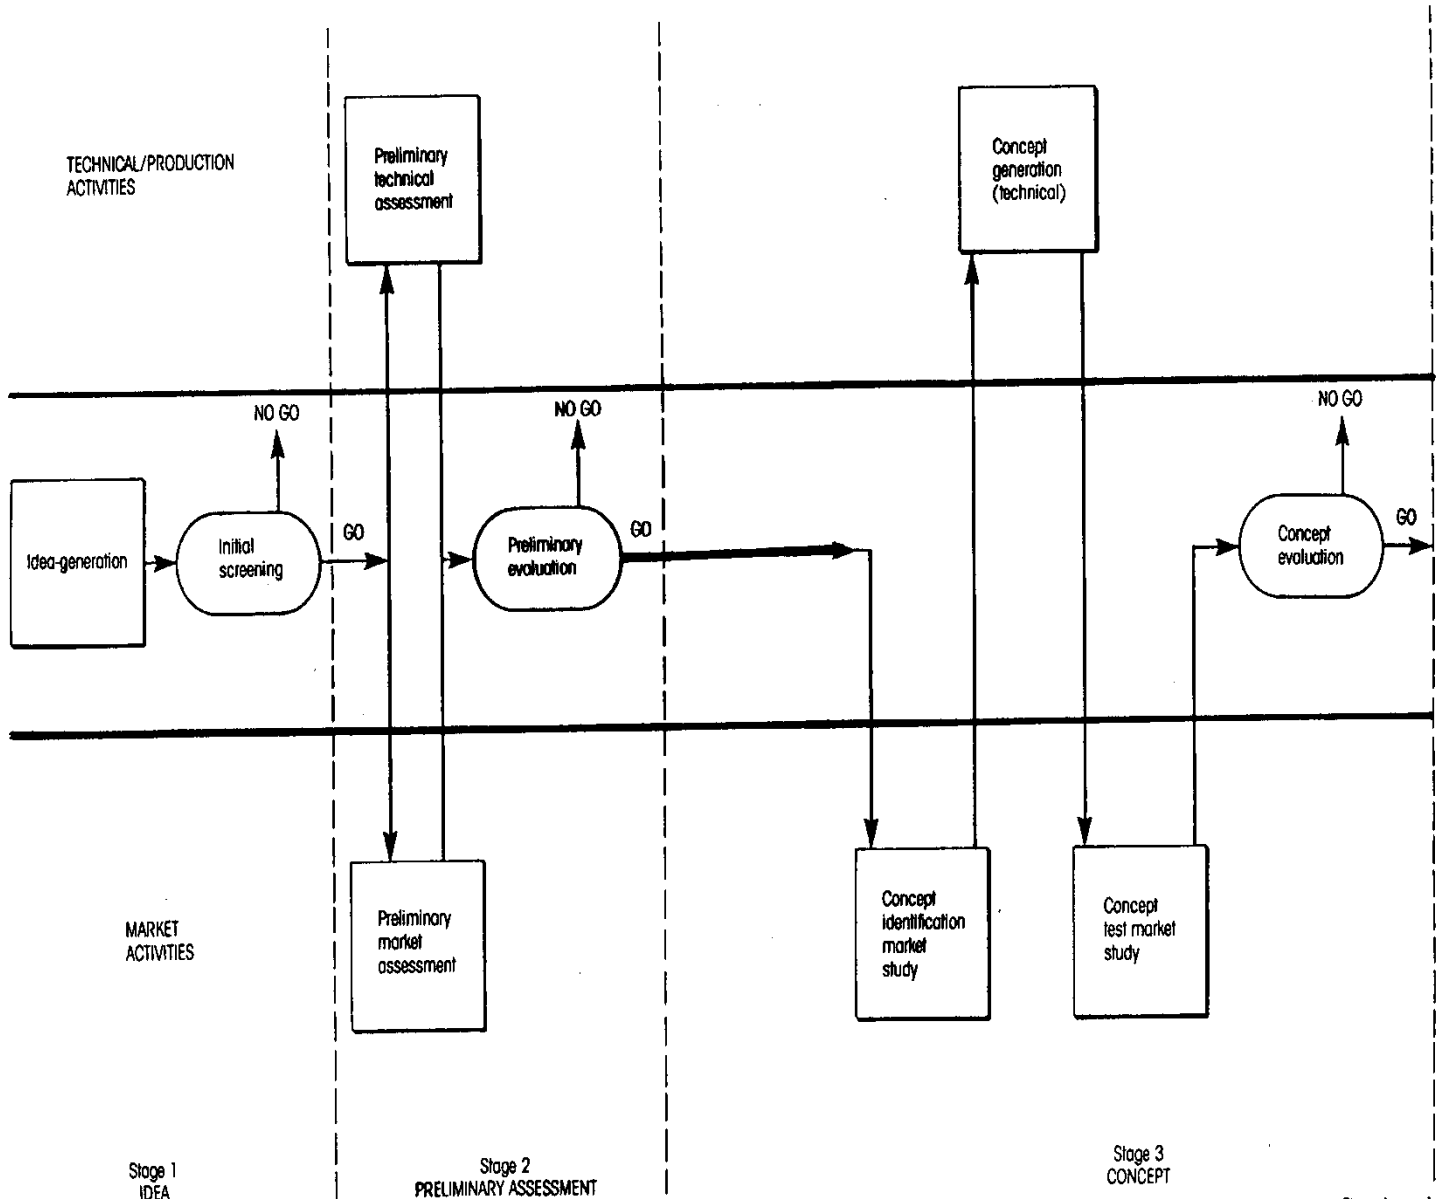 TECHNICAL/PRODUCTION
ACTIVITIES
Preliminary
technical
assessment
Concept
generation
(technical)
NO GO
NO GO
NO GO
Idea-generation
Initial
screening
GO
Preliminary
evaluation
GO
Concept
evaluation
GO
MARKET
ACTIVITIES
Preliminary
market
assessment
Concept
identification
market
study
Concept
test market
study
Stage 1
IDEA
Stage 2
PRELIMINARY ASSESSMENT
Stage 3
CONCEPT